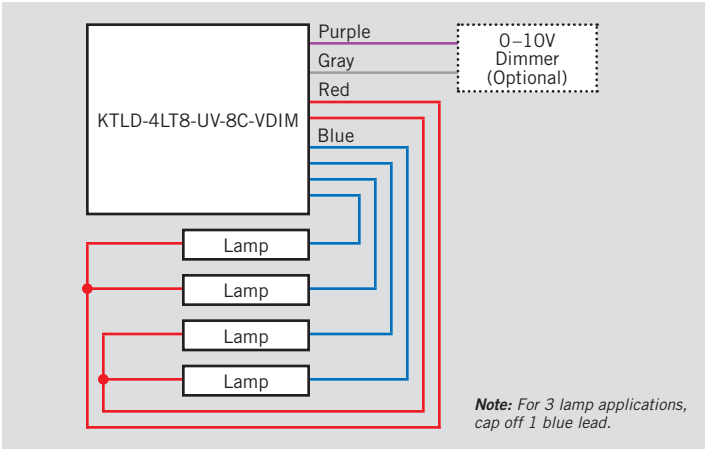 Purple
Gray
Red
Blue
KTLD-4LT8-UV-8C-VDIM
0–10V
Dimmer
(Optional)
Lamp
Lamp
Lamp
Lamp
Note: For 3 lamp applications,
cap off 1 blue lead.